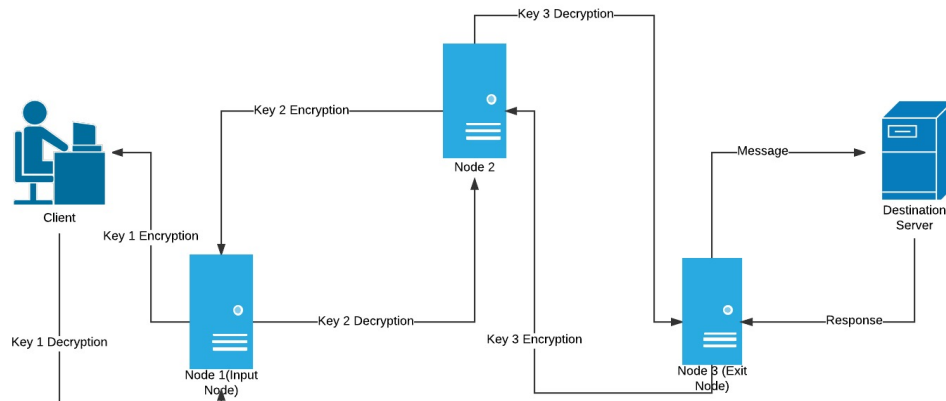 Key 3 Decryption
Key 2 Encryption
Node 2
Message
Client
Destination
Server
Key 1 Encryption
Key 2 Decryption
Response
Key 1 Decryption
Key 3 Encryption
Node 1(Input
Node)
Node 3 (Exit
Node)